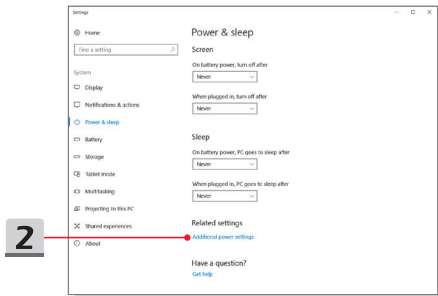 Settings
Home
Find a setting
System
Display
Notifications & actions
Power & sleep
Battery
Storage
Tablet mode
Multitasking
Projecting to this PC
Shared experiences
About
Power & sleep
Screen
On battery power, turn off after
Never
When plugged in, turn off after
Never
Sleep
On battery power, PC goes to sleep after
Never
When plugged in, PC goes to sleep after
Never
Related settings
Additional power settings
Have a question?
Get help
2